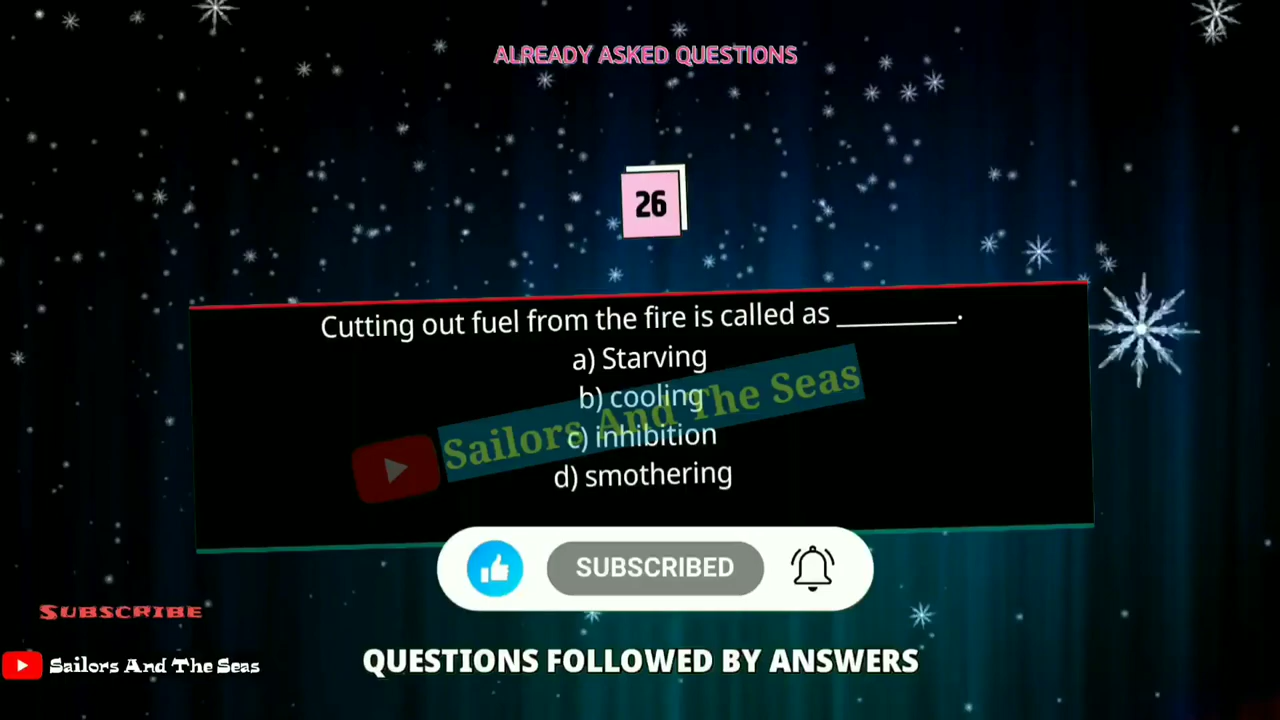 ALREADY ASKED QUESTIONS
26
Cutting out fuel from the fire is called as __________.
a) Starving
b) cooling
c) inhibition
d) smothering
Sailors And The Seas
SUBSCRIBED
SUBSCRIBE
Sailors And The Seas
QUESTIONS FOLLOWED BY ANSWERS